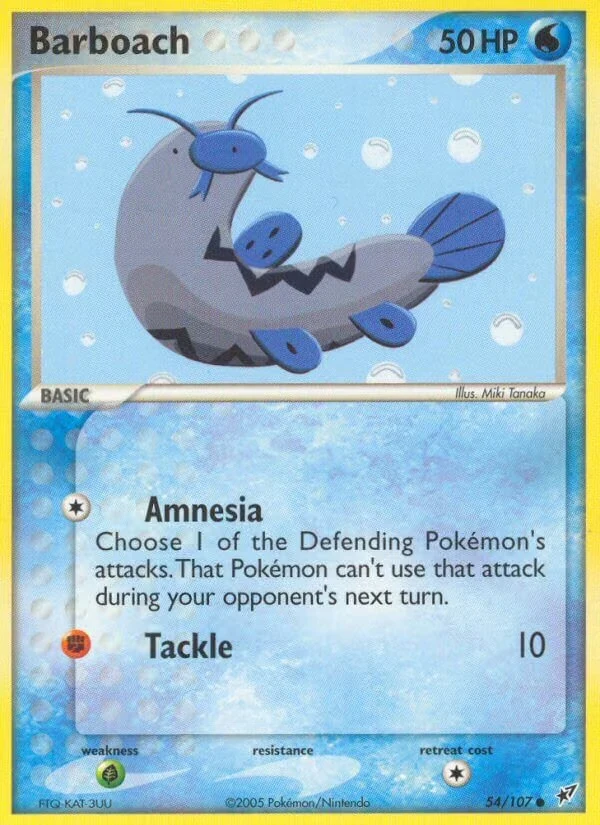 Barboach
50 HP
BASIC
Illus. Miki Tanaka
Amnesia
Choose 1 of the Defending Pokémon's
attacks. That Pokémon can't use that attack
during your opponent's next turn.
Tackle 10
weakness resistance retreat cost
FTQ-KAT-3UU ©2005 Pokémon/Nintendo 54/107